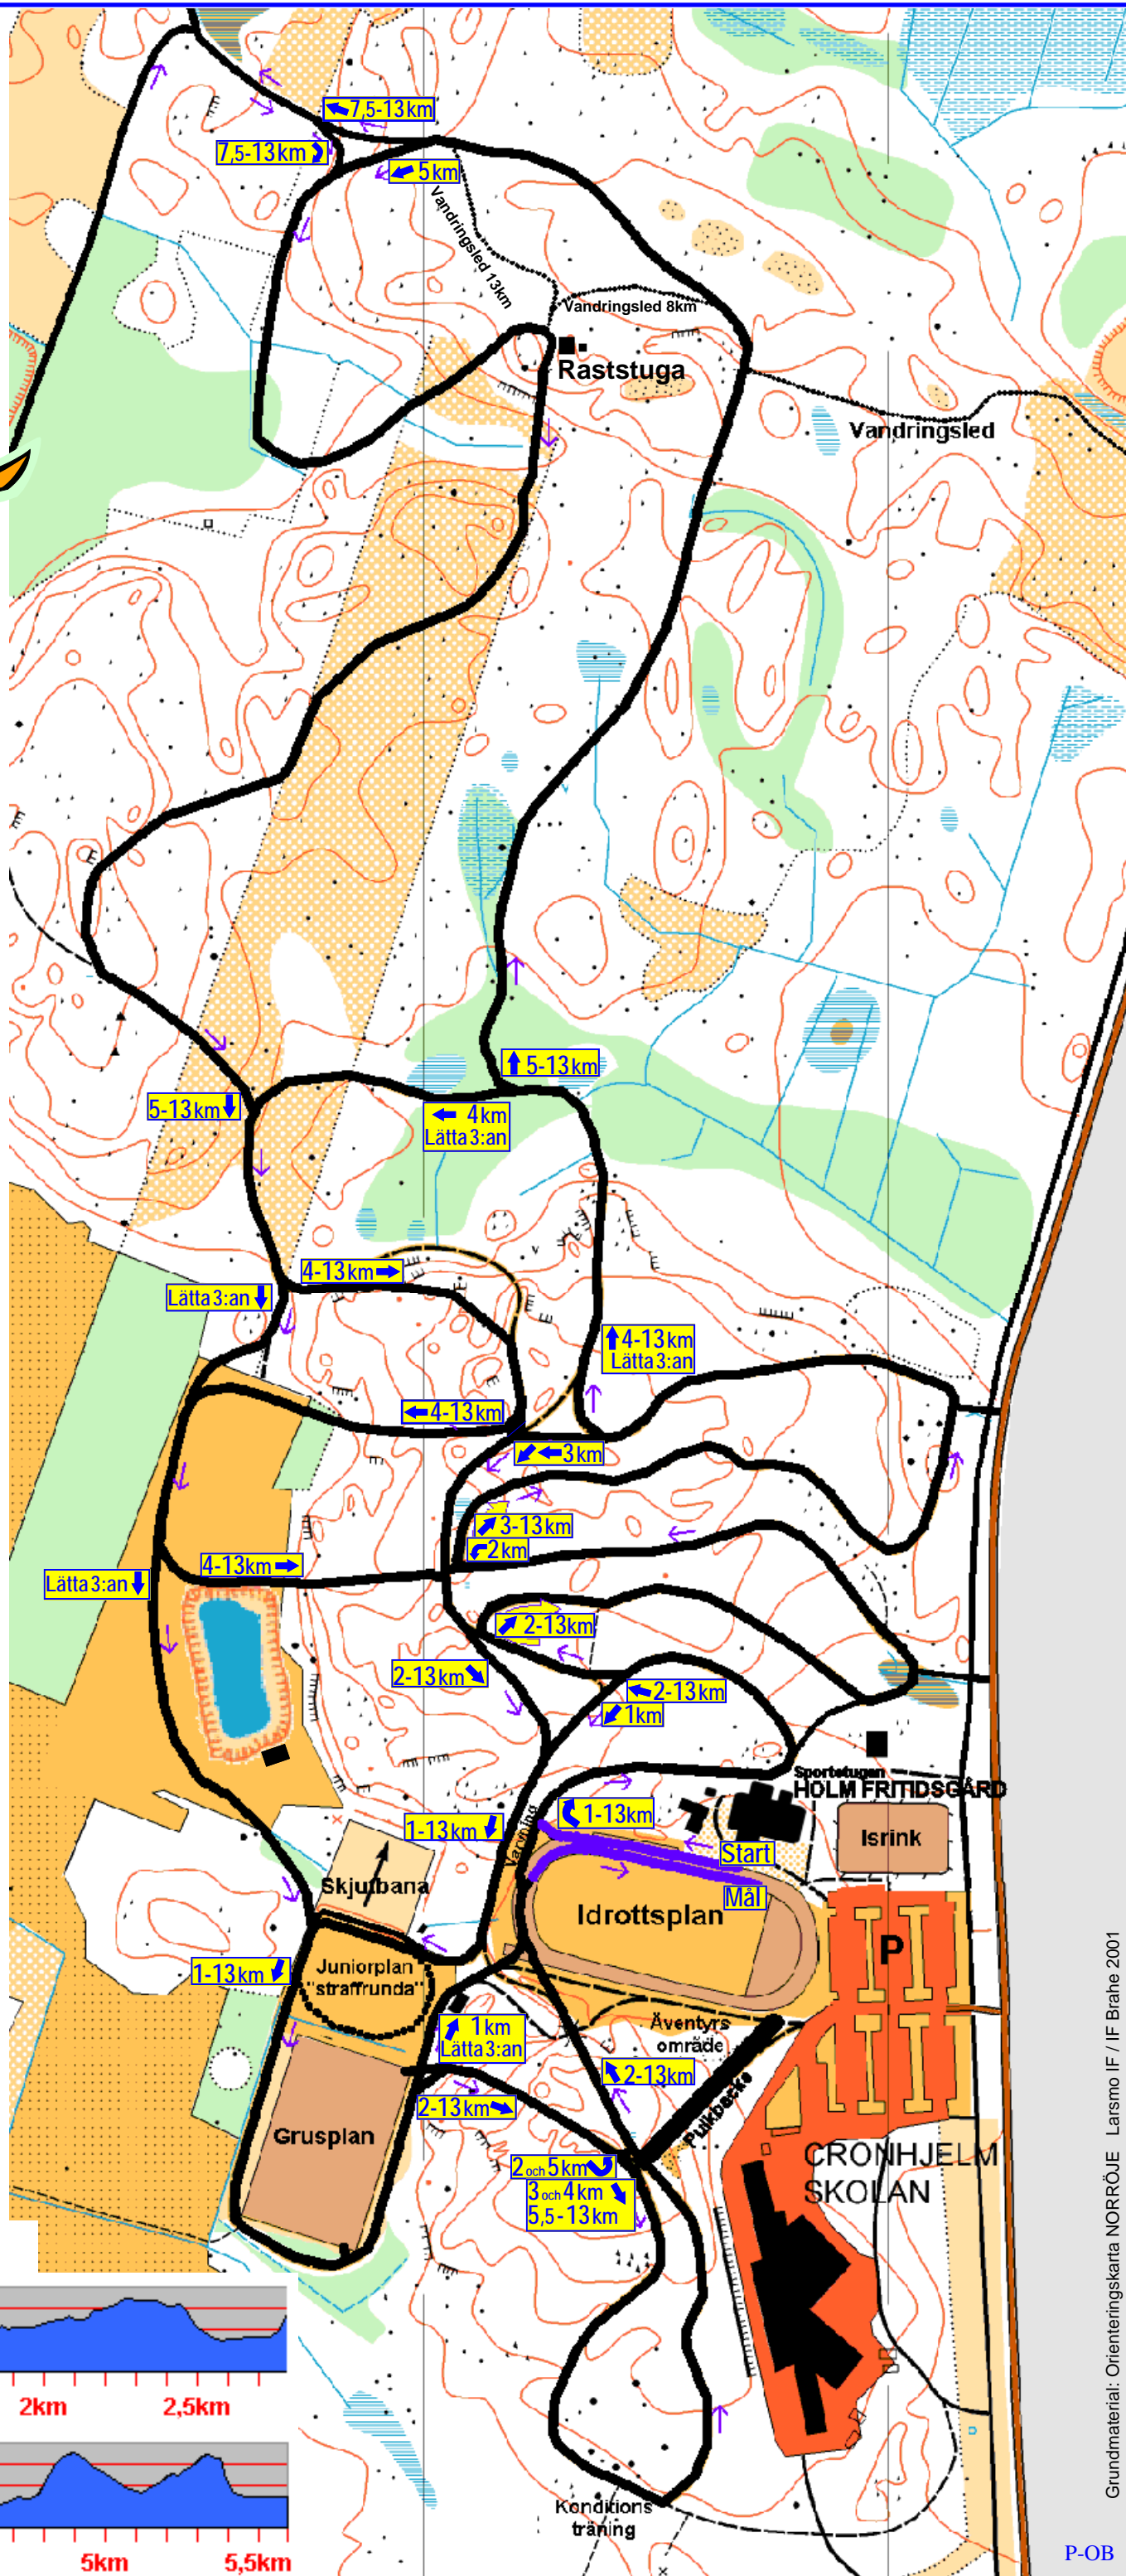 7,5-13km
7,5-13km
5km
Vandringsled 13km
Vandringsled 8km
Raststuga
Vandringsled
5-13km
5-13km
4km
Lätta 3:an
4-13km
Lätta 3:an
4-13km
Lätta 3:an
4-13km
3km
3-13km
2km
4-13km
Lätta 3:an
2-13km
2-13km
2-13km
1km
Sportstugan
HOLM FRITIDSGÅRD
1-13km
1-13km
Varvning
Start
Isrink
Mål
Skjutbana
Idrottsplan
P
Juniorplan
"straffrunda"
1-13km
1km
Lätta 3:an
Äventyrs
område
2-13km
2-13km
Pulkbacke
Grusplan
CRONHJELM
SKOLAN
2 och 5km
3 och 4km
5,5-13km
2km
2,5km
Konditions
träning
5km
5,5km
Grundmaterial: Orienteringskarta NORRÖJE Larsmo IF / IF Brahe 2001
P-OB